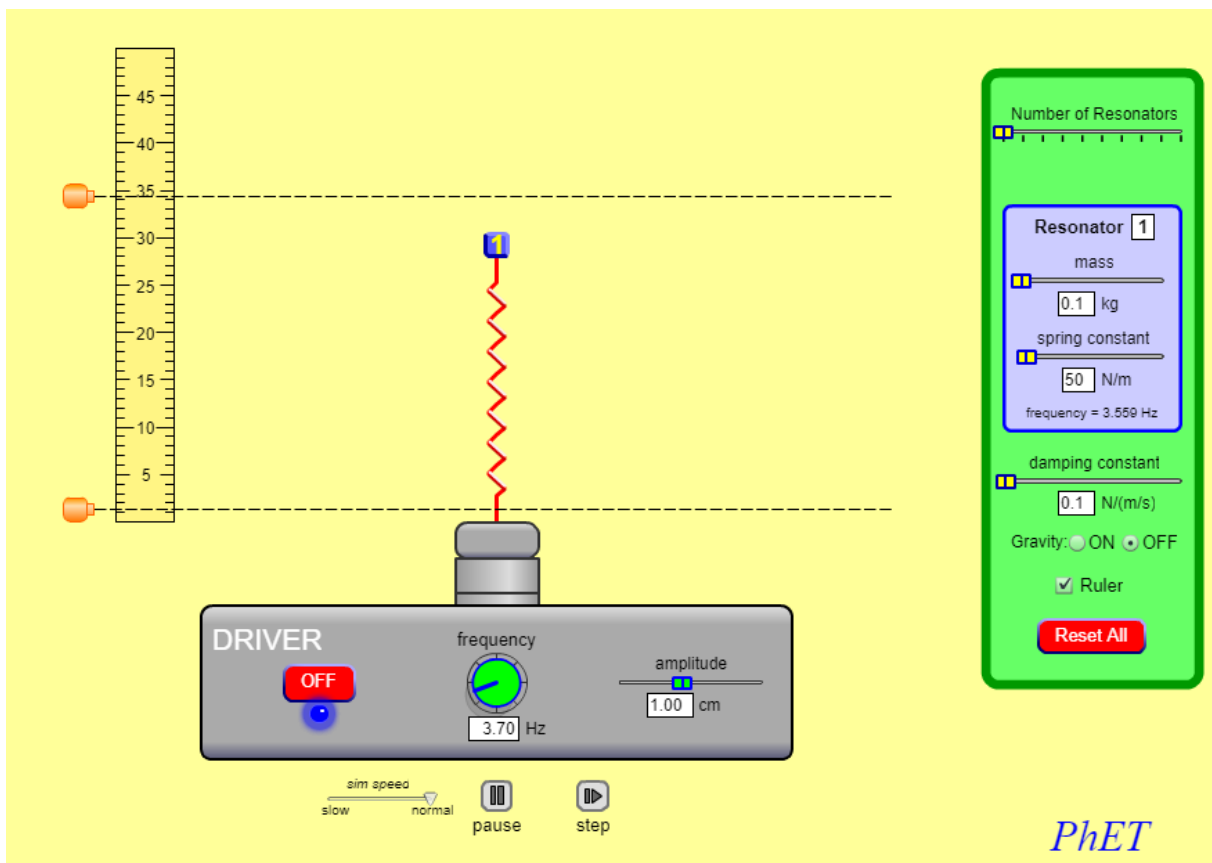 45
40
35
30
25
20
15
10
5
1
DRIVER
OFF
frequency
3.70 Hz
amplitude
1.00 cm
sim speed
slow normal
pause
step
Number of Resonators
Resonator 1
mass
0.1 kg
spring constant
50 N/m
frequency = 3.559 Hz
damping constant
0.1 N/(m/s)
Gravity: ON OFF
Ruler
Reset All
PhET